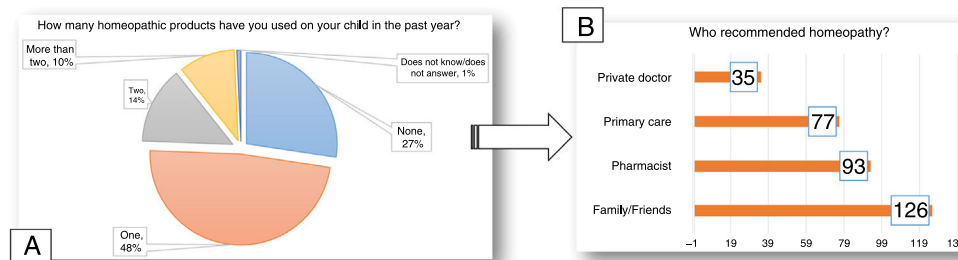 How many homeopathic products have you used on your child in the past year?
More than
two, 10%
Does not know/does
not answer, 1%
Two,
14%
None,
27%
One,
48%
A
B
Who recommended homeopathy?
Private doctor
35
Primary care
77
Pharmacist
93
Family/Friends
126
−1 19 39 59 79 99 119